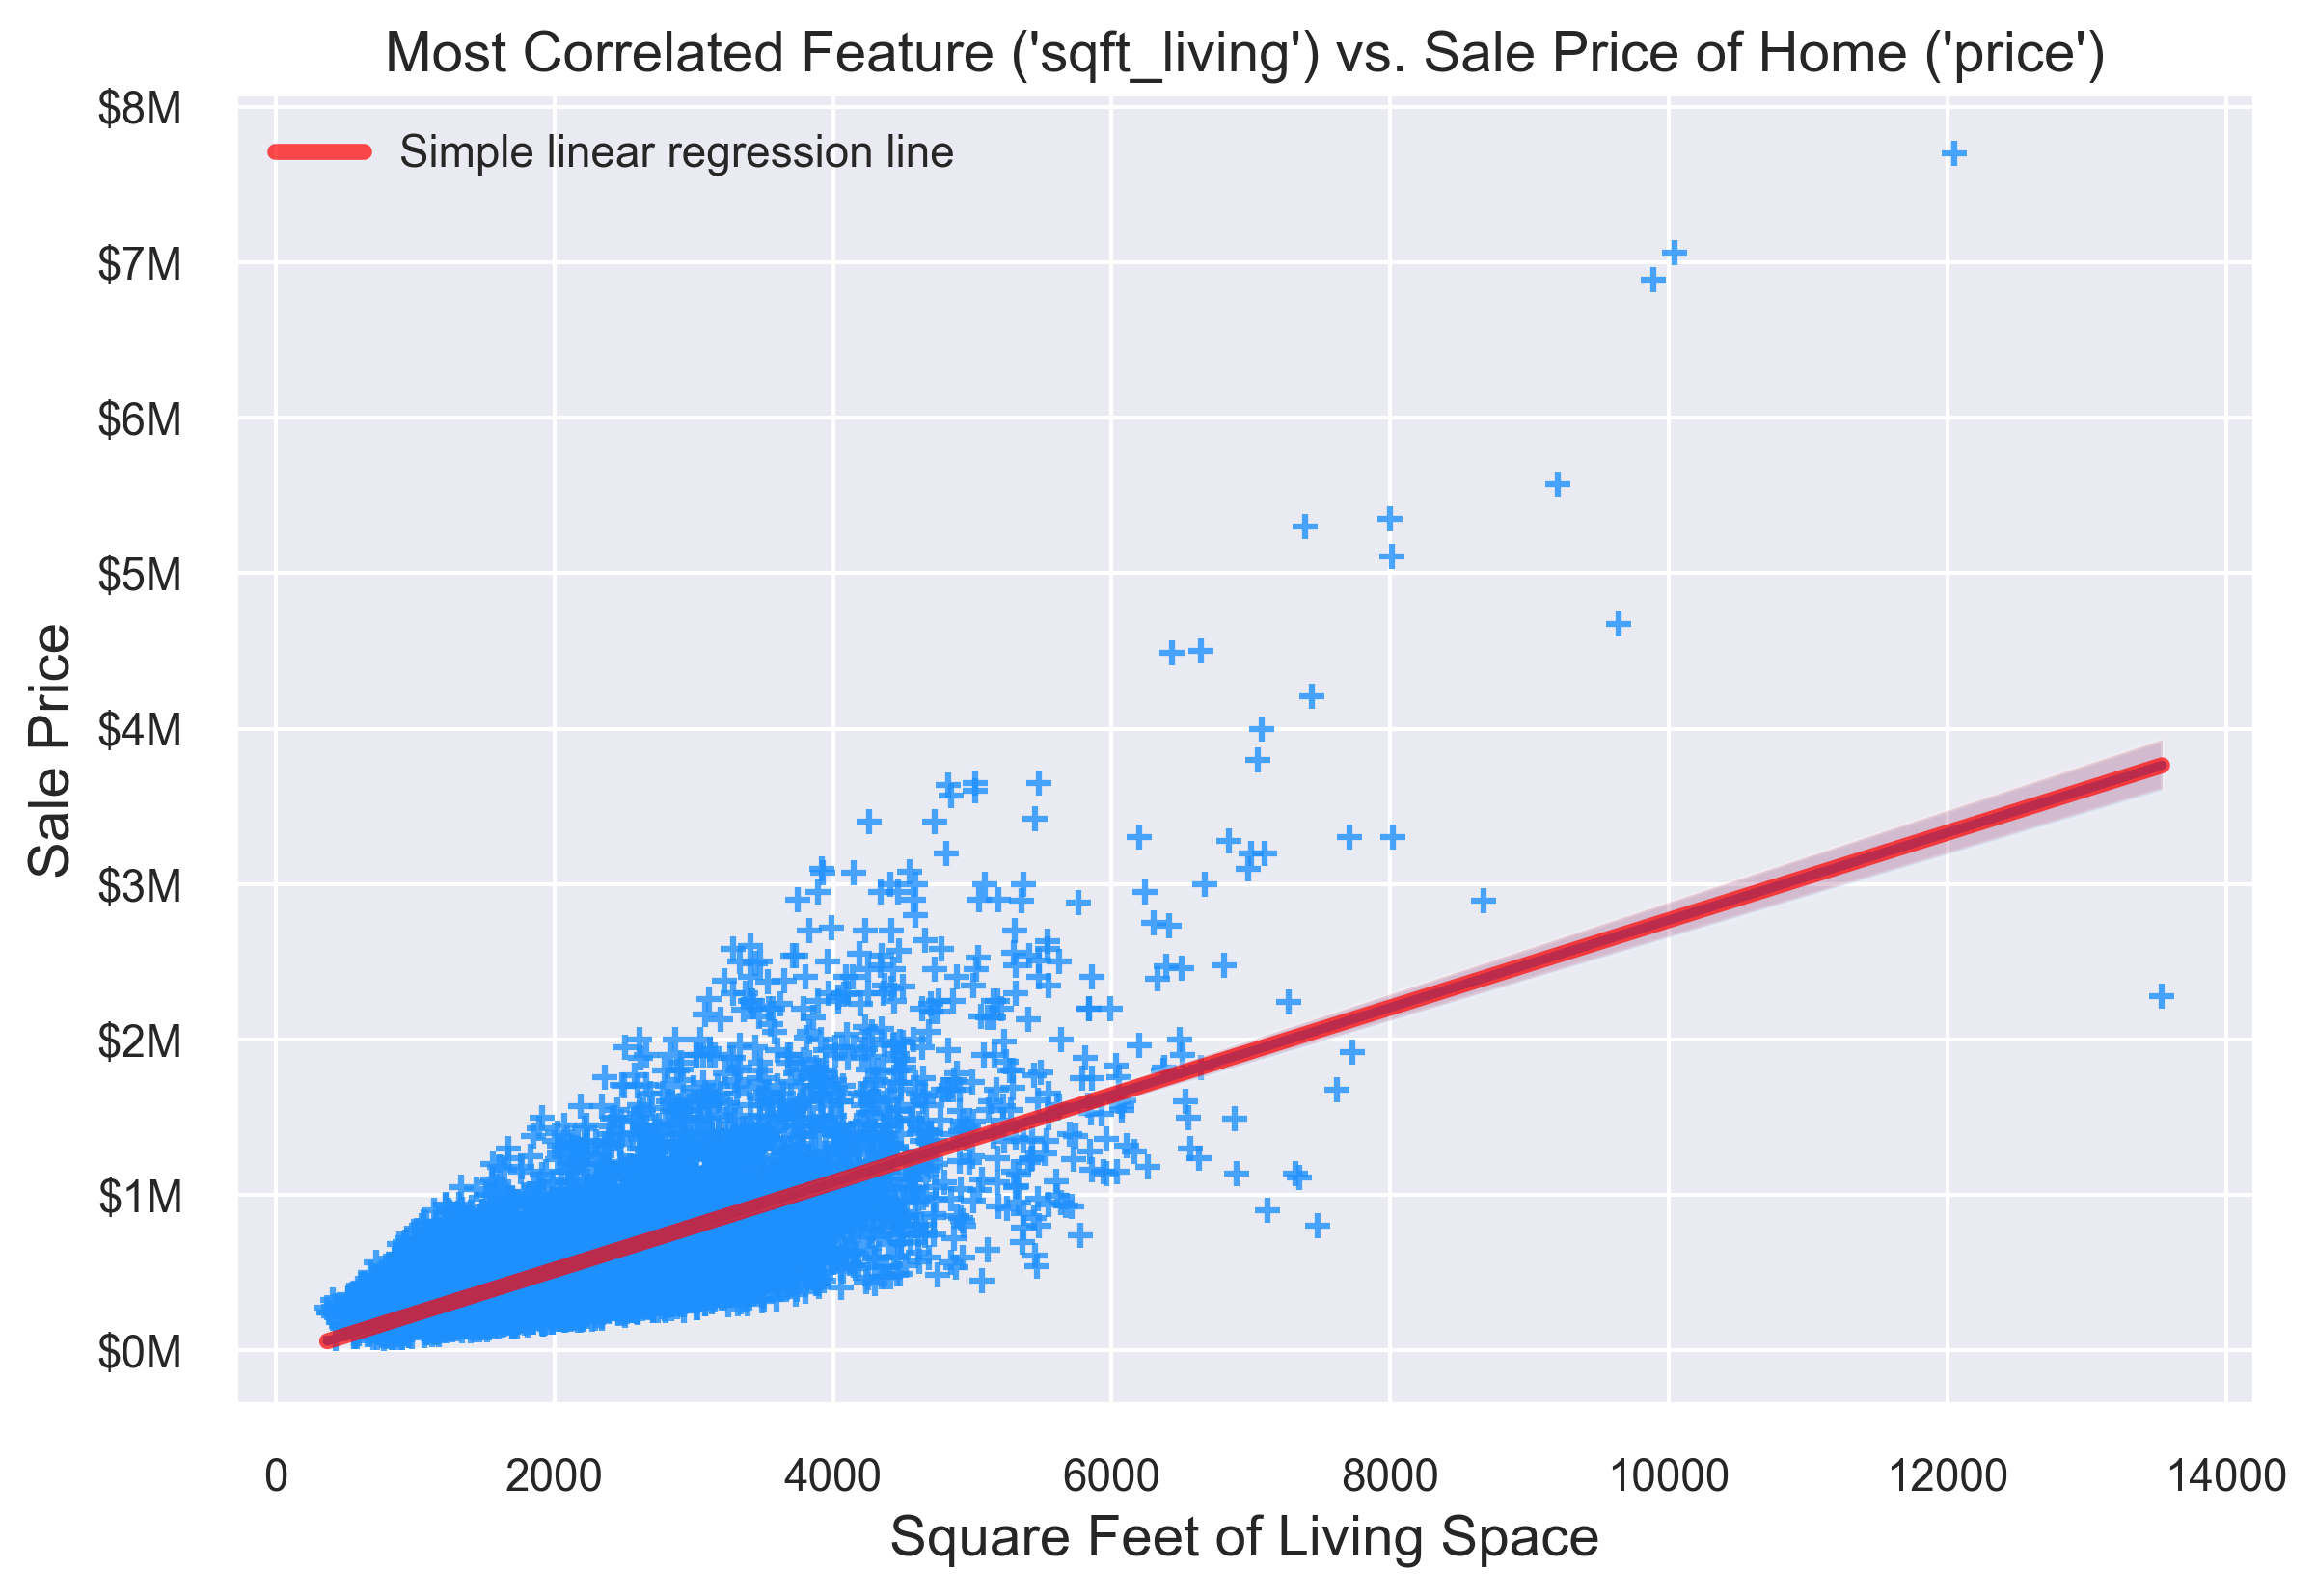 Most Correlated Feature ('sqft_living') vs. Sale Price of Home ('price')
Simple linear regression line
Sale Price
$8M
$7M
$6M
$5M
$4M
$3M
$2M
$1M
$0M
0 2000 4000 6000 8000 10000 12000 14000
Square Feet of Living Space